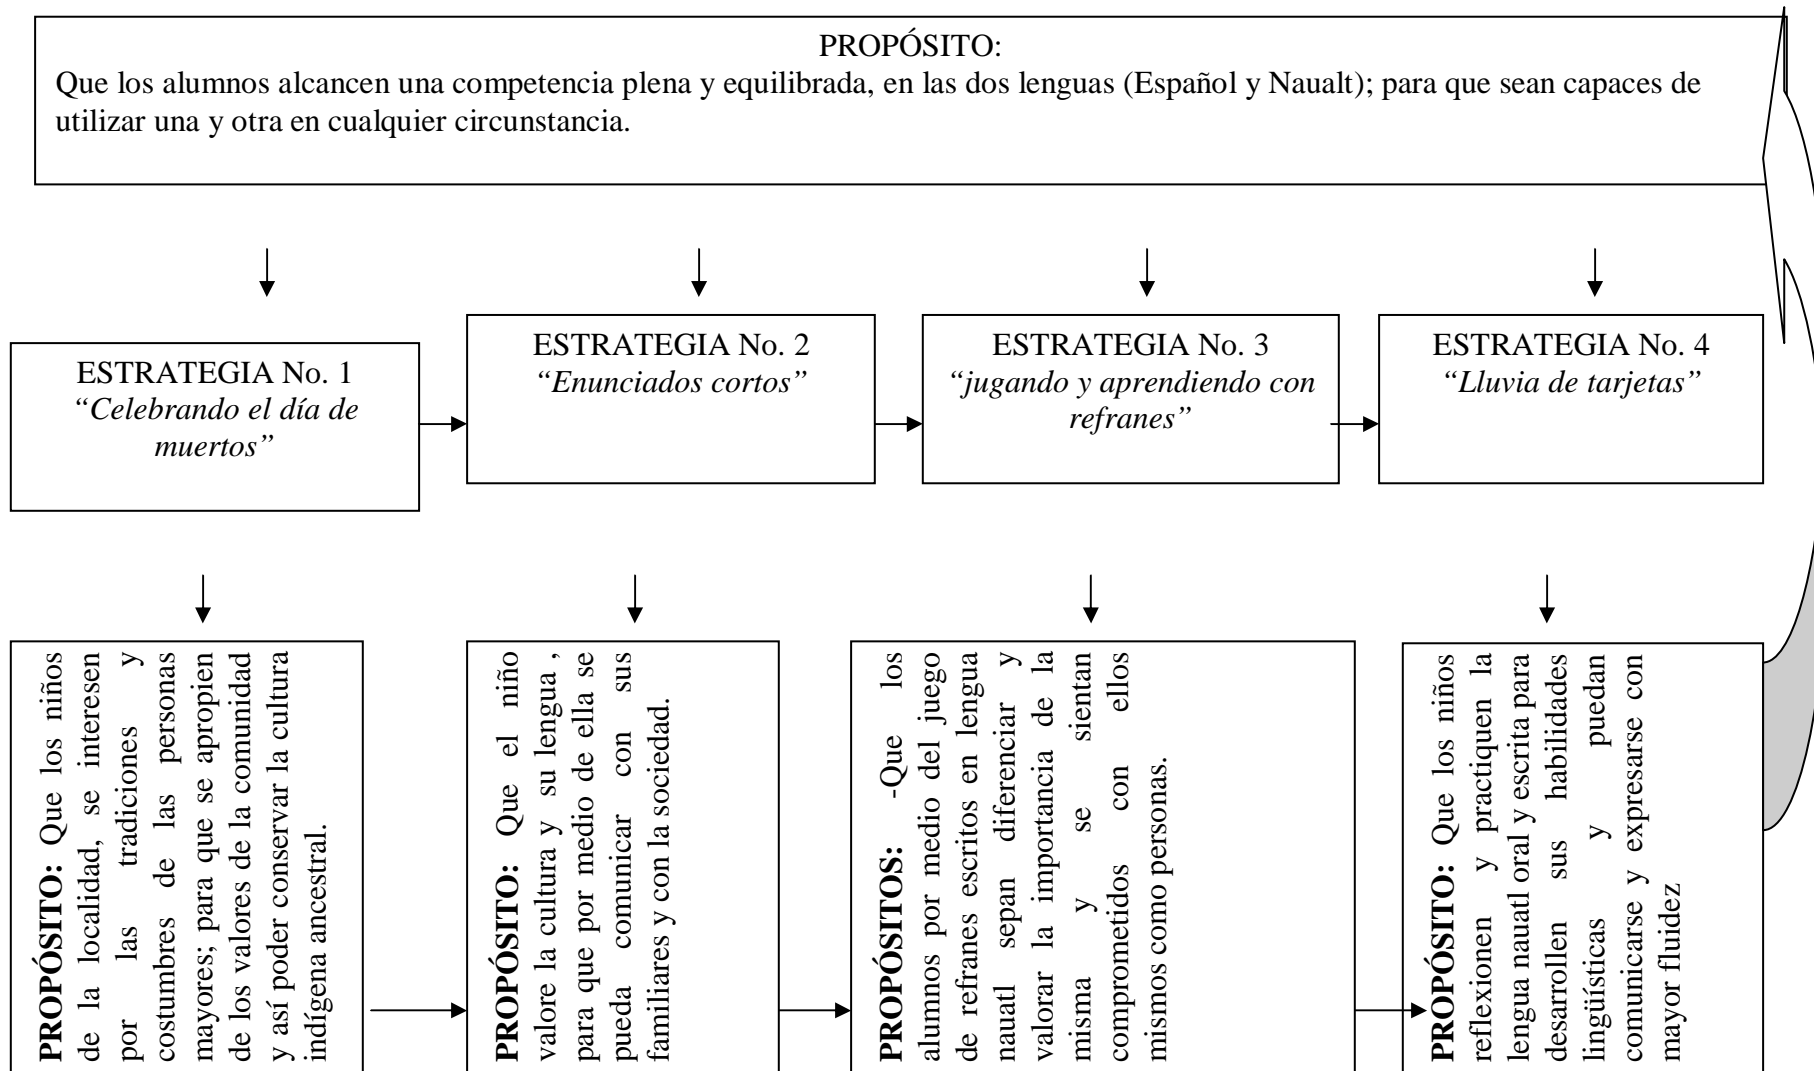 PROPÓSITO:
Que los alumnos alcancen una competencia plena y equilibrada, en las dos lenguas (Español y Naualt); para que sean capaces de
utilizar una y otra en cualquier circunstancia.
ESTRATEGIA No. 1
“Celebrando el día de
muertos”
ESTRATEGIA No. 2
“Enunciados cortos”
ESTRATEGIA No. 3
“jugando y aprendiendo con
refranes”
ESTRATEGIA No. 4
“Lluvia de tarjetas”
PROPÓSITO: Que los niños
de la localidad, se interesen
por las tradiciones y
costumbres de las personas
mayores; para que se apropien
de los valores de la comunidad
y así poder conservar la cultura
indígena ancestral.
PROPÓSITO: Que el niño
valore la cultura y su lengua ,
para que por medio de ella se
pueda comunicar con sus
familiares y con la sociedad.
PROPÓSITOS: -Que los
alumnos por medio del juego
de refranes escritos en lengua
nauatl sepan diferenciar y
valorar la importancia de la
misma y se sientan
comprometidos con ellos
mismos como personas.
PROPÓSITO: Que los niños
reflexionen y practiquen la
lengua nauatl oral y escrita para
desarrollen sus habilidades
lingüísticas y puedan
comunicarse y expresarse con
mayor fluidez